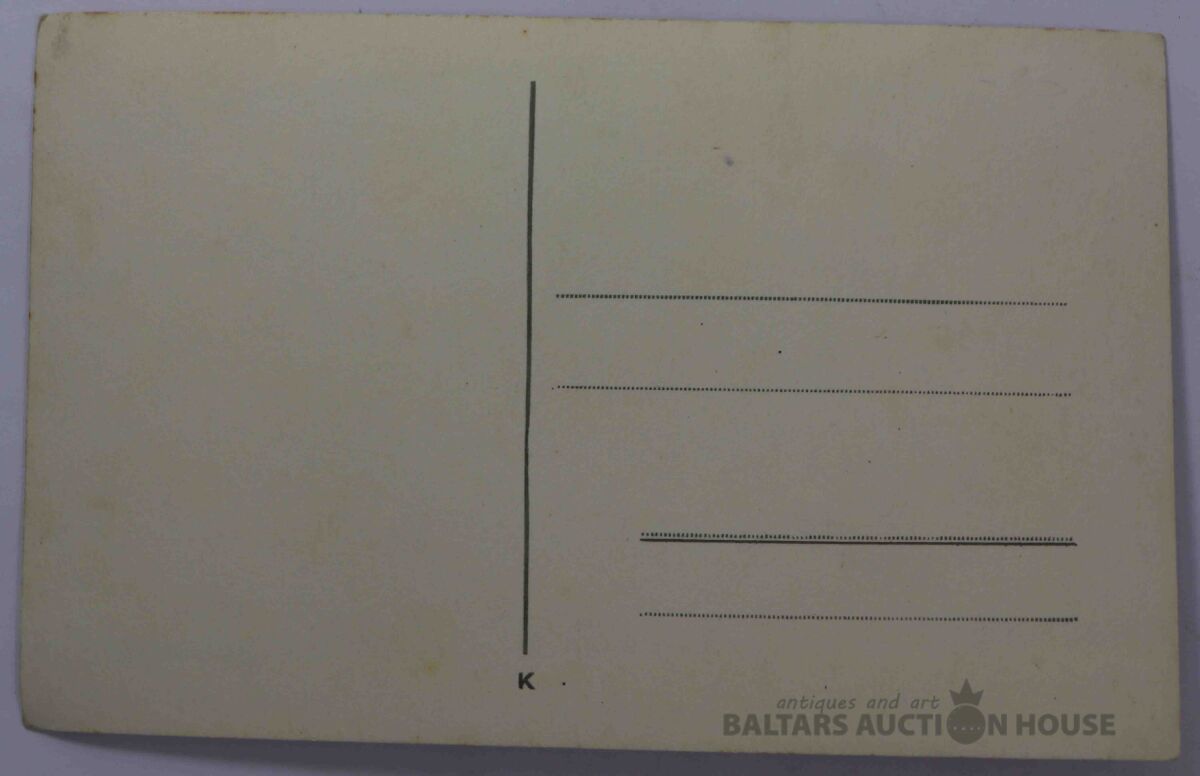 K
antiques and art
BALTARS AUCTION HOUSE